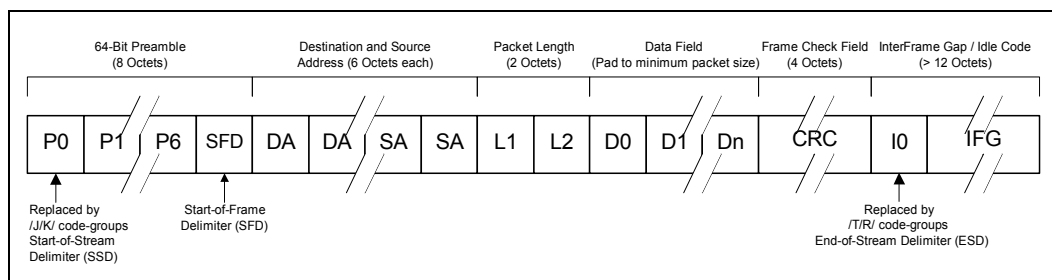 64-Bit Preamble
(8 Octets)
Destination and Source
Address (6 Octets each)
Packet Length
(2 Octets)
Data Field
(Pad to minimum packet size)
Frame Check Field
(4 Octets)
InterFrame Gap / Idle Code
(> 12 Octets)
P0 P1 P6 SFD DA DA SA SA L1 L2 D0 D1 Dn CRC I0 IFG
Replaced by
/J/K/ code-groups
Start-of-Stream
Delimiter (SSD)
Start-of-Frame
Delimiter (SFD)
Replaced by
/T/R/ code-groups
End-of-Stream Delimiter (ESD)